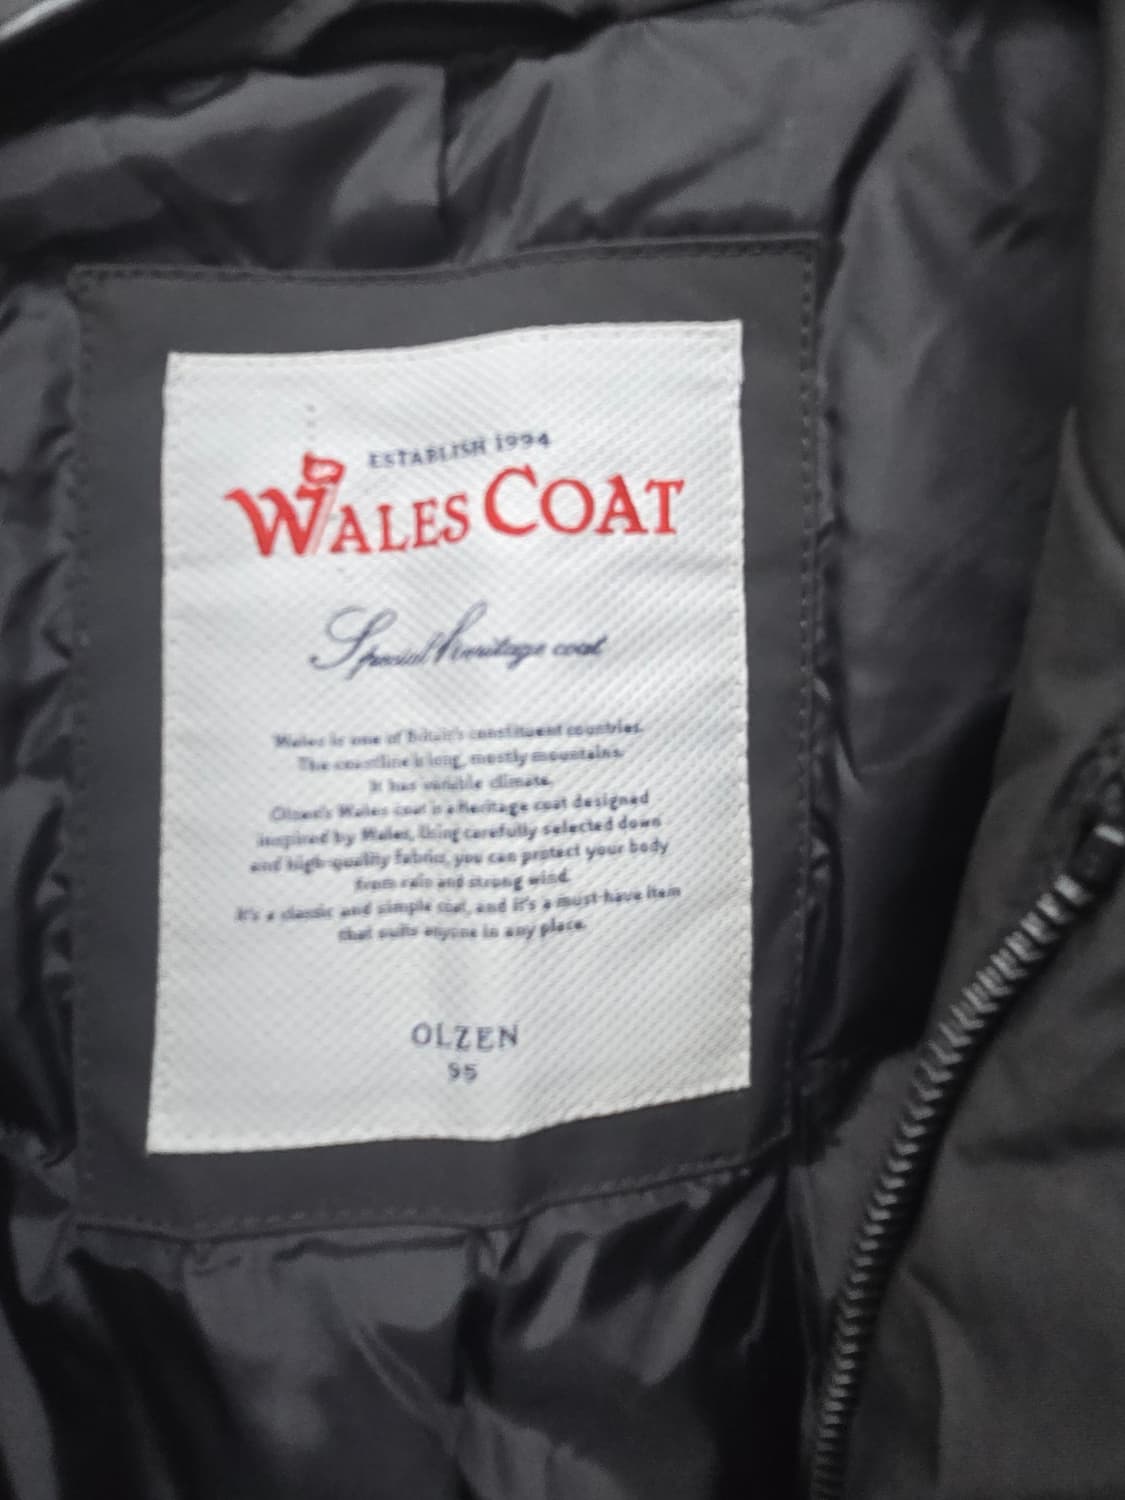 ESTABLISH 1994
WALES COAT
Special heritage coat
Wales is one of Britain's constituent countries.
The coastline is long, mostly mountains.
It has variable climate.
Olzen's Wales coat is a heritage coat designed
inspired by Wales, Using carefully selected down
and high-quality fabrics, you can protect your body
from rain and strong wind.
It's a classic and simple coat, and it's a must-have item
that suits anyone in any place.
OLZEN
95